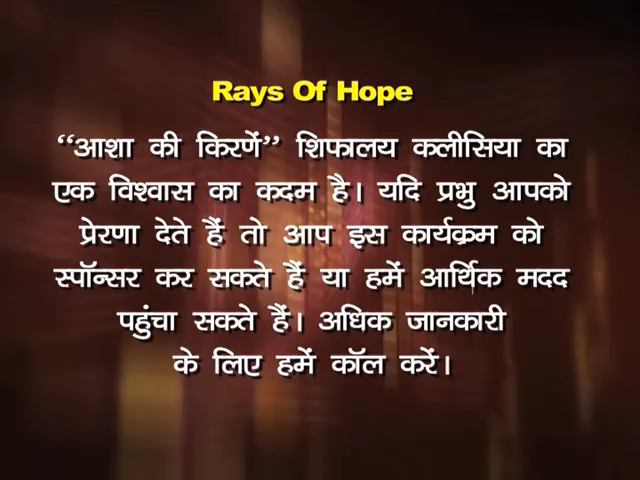 Rays Of Hope
“आशा की किरणें” शिफालय कलीसिया का
एक विश्वास का कदम है। यदि प्रभु आपको
प्रेरणा देते हैं तो आप इस कार्यक्रम को
स्पॉन्सर कर सकते हैं या हमें आर्थिक मदद
पहुंचा सकते हैं। अधिक जानकारी
के लिए हमें कॉल करें।